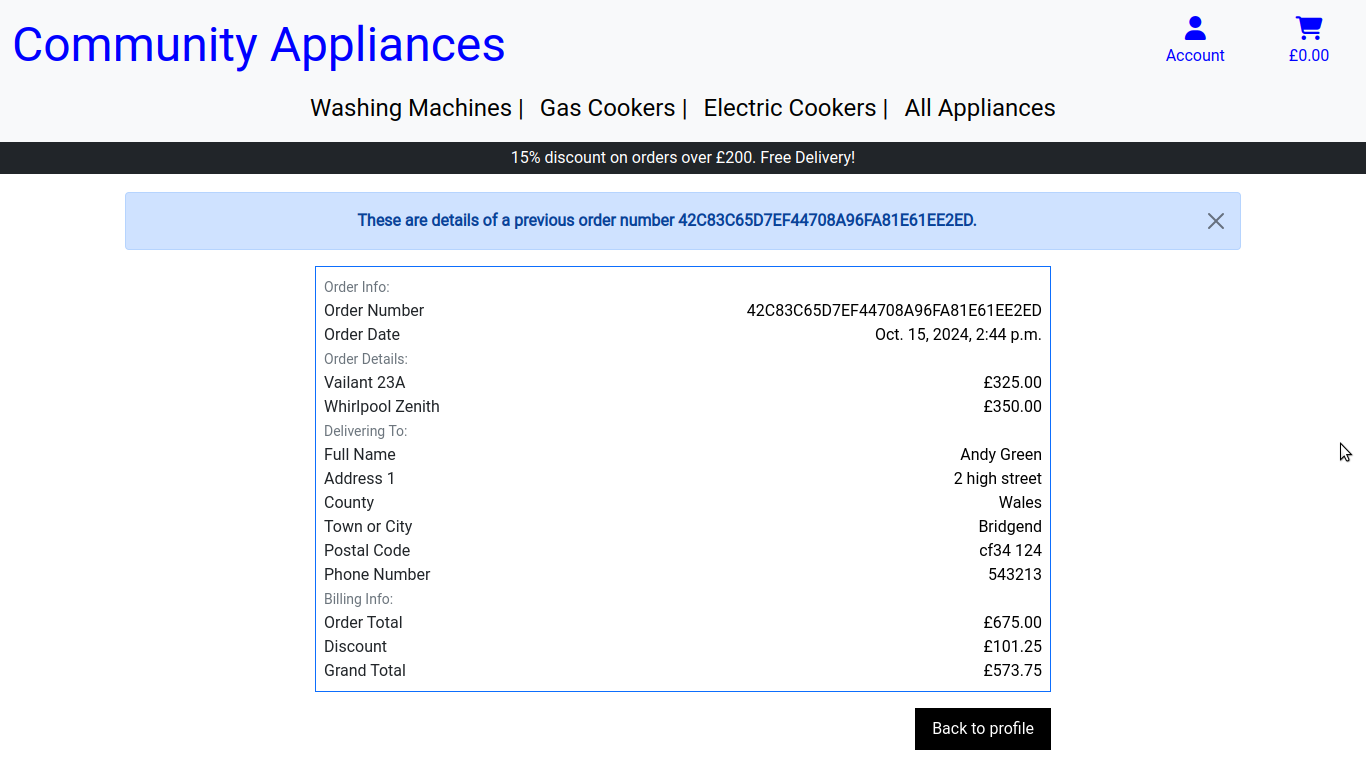 Community Appliances
Account
£0.00
Washing Machines | Gas Cookers | Electric Cookers | All Appliances
15% discount on orders over £200. Free Delivery!
These are details of a previous order number 42C83C65D7EF44708A96FA81E61EE2ED.
Order Info:
Order Number 42C83C65D7EF44708A96FA81E61EE2ED
Order Date Oct. 15, 2024, 2:44 p.m.
Order Details:
Vailant 23A £325.00
Whirlpool Zenith £350.00
Delivering To:
Full Name Andy Green
Address 1 2 high street
County Wales
Town or City Bridgend
Postal Code cf34 124
Phone Number 543213
Billing Info:
Order Total £675.00
Discount £101.25
Grand Total £573.75
Back to profile